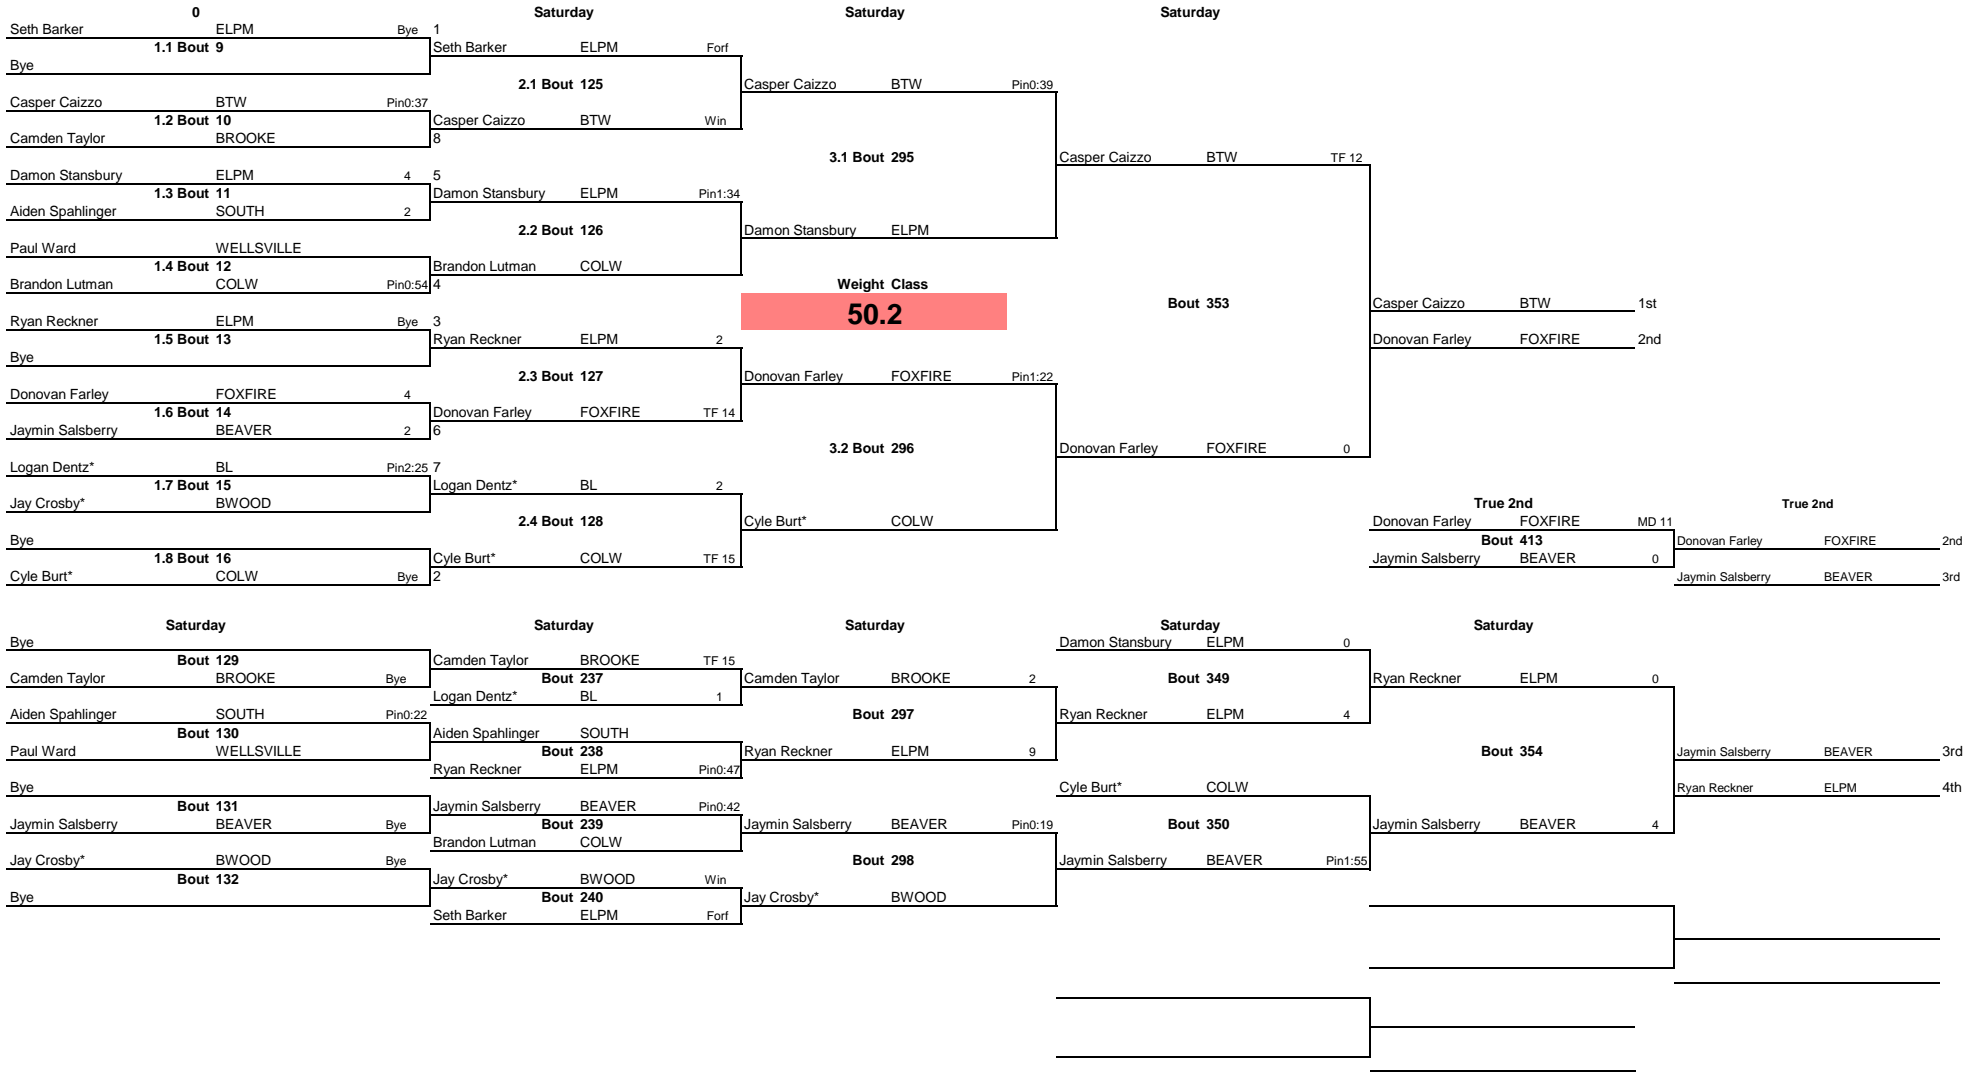 0 Saturday Saturday Saturday
Seth Barker ELPM Bye 1
1.1 Bout 9 Seth Barker ELPM Forf
Bye
2.1 Bout 125 Casper Caizzo BTW Pin0:39
Casper Caizzo BTW Pin0:37
1.2 Bout 10 Casper Caizzo BTW Win
Camden Taylor BROOKE 8
3.1 Bout 295 Casper Caizzo BTW TF 12
Damon Stansbury ELPM 4 5
1.3 Bout 11 Damon Stansbury ELPM Pin1:34
Aiden Spahlinger SOUTH 2
2.2 Bout 126 Damon Stansbury ELPM
Paul Ward WELLSVILLE
1.4 Bout 12 Brandon Lutman COLW
Brandon Lutman COLW Pin0:54 4 Weight Class
50.2 Bout 353 Casper Caizzo BTW 1st
Ryan Reckner ELPM Bye 3
1.5 Bout 13 Ryan Reckner ELPM 2 Donovan Farley FOXFIRE 2nd
Bye
2.3 Bout 127 Donovan Farley FOXFIRE Pin1:22
Donovan Farley FOXFIRE 4
1.6 Bout 14 Donovan Farley FOXFIRE TF 14
Jaymin Salsberry BEAVER 2 6
3.2 Bout 296 Donovan Farley FOXFIRE 0
Logan Dentz* BL Pin2:25 7
1.7 Bout 15 Logan Dentz* BL 2
Jay Crosby* BWOOD True 2nd True 2nd
2.4 Bout 128 Cyle Burt* COLW Donovan Farley FOXFIRE MD 11
Bye Bout 413 Donovan Farley FOXFIRE 2nd
1.8 Bout 16 Cyle Burt* COLW TF 15 Jaymin Salsberry BEAVER 0
Cyle Burt* COLW Bye 2 Jaymin Salsberry BEAVER 3rd
Saturday Saturday Saturday Saturday Saturday
Bye Damon Stansbury ELPM 0
Bout 129 Camden Taylor BROOKE TF 15
Camden Taylor BROOKE Bye Bout 237 Camden Taylor BROOKE 2 Bout 349 Ryan Reckner ELPM 0
Logan Dentz* BL 1
Aiden Spahlinger SOUTH Pin0:22 Bout 297 Ryan Reckner ELPM 4
Bout 130 Aiden Spahlinger SOUTH
Paul Ward WELLSVILLE Bout 238 Ryan Reckner ELPM 9 Bout 354 Jaymin Salsberry BEAVER 3rd
Ryan Reckner ELPM Pin0:47
Bye Cyle Burt* COLW Ryan Reckner ELPM 4th
Bout 131 Jaymin Salsberry BEAVER Pin0:42
Jaymin Salsberry BEAVER Bye Bout 239 Jaymin Salsberry BEAVER Pin0:19 Bout 350 Jaymin Salsberry BEAVER 4
Brandon Lutman COLW
Jay Crosby* BWOOD Bye Bout 298 Jaymin Salsberry BEAVER Pin1:55
Bout 132 Jay Crosby* BWOOD Win
Bye Bout 240 Jay Crosby* BWOOD
Seth Barker ELPM Forf